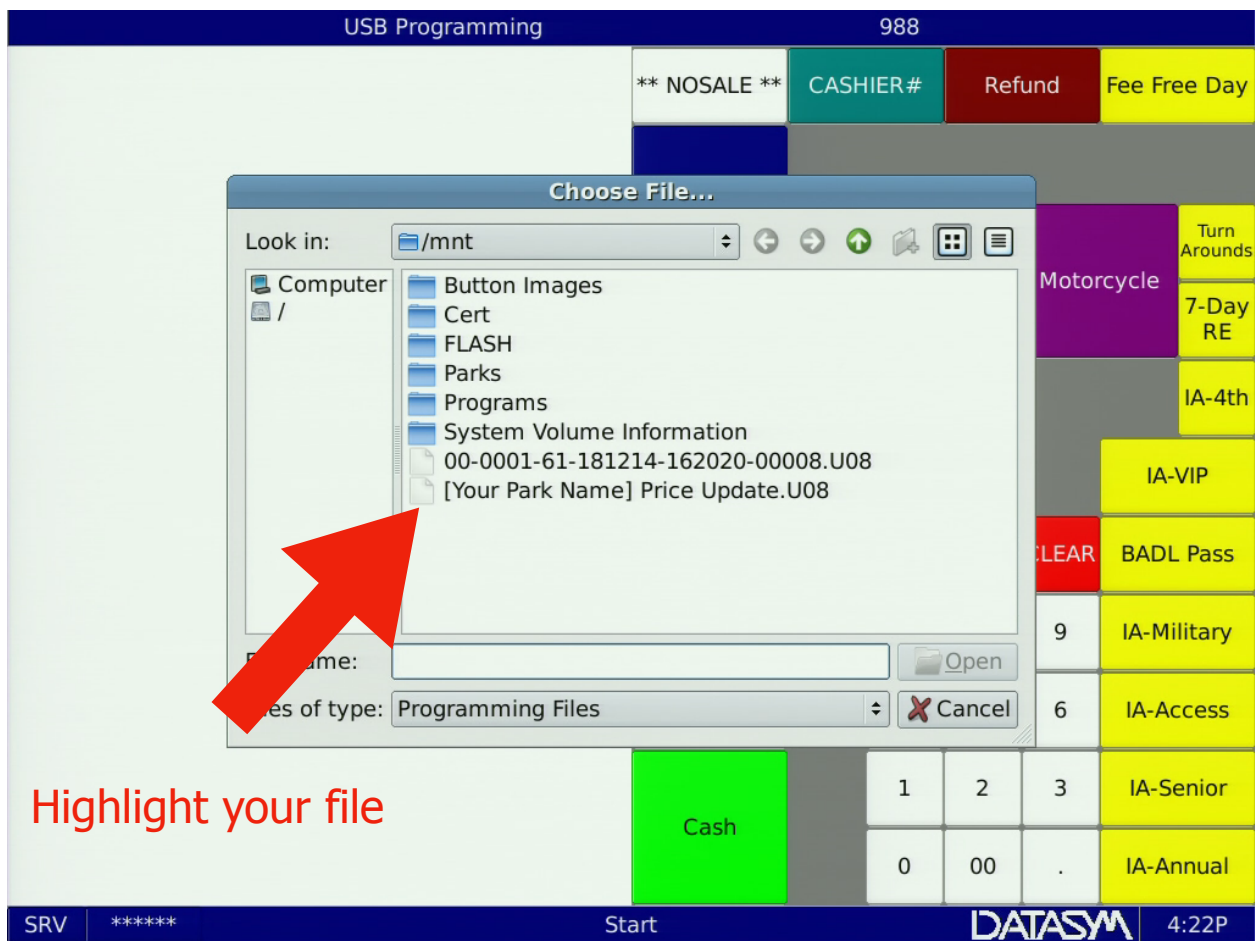 USB Programming 988
** NOSALE ** CASHIER# Refund Fee Free Day
Choose File...
Look in: /mnt
Computer
/
Button Images
Cert
FLASH
Parks
Programs
System Volume Information
00-0001-61-181214-162020-00008.U08
[Your Park Name] Price Update.U08
Open
Files of type: Programming Files Cancel
Motorcycle
Turn
Arounds
7-Day
RE
IA-4th
IA-VIP
CLEAR BADL Pass
9 IA-Military
6 IA-Access
1 2 3 IA-Senior
Cash
0 00 . IA-Annual
Highlight your file
SRV ****** Start DATASYM 4:22P